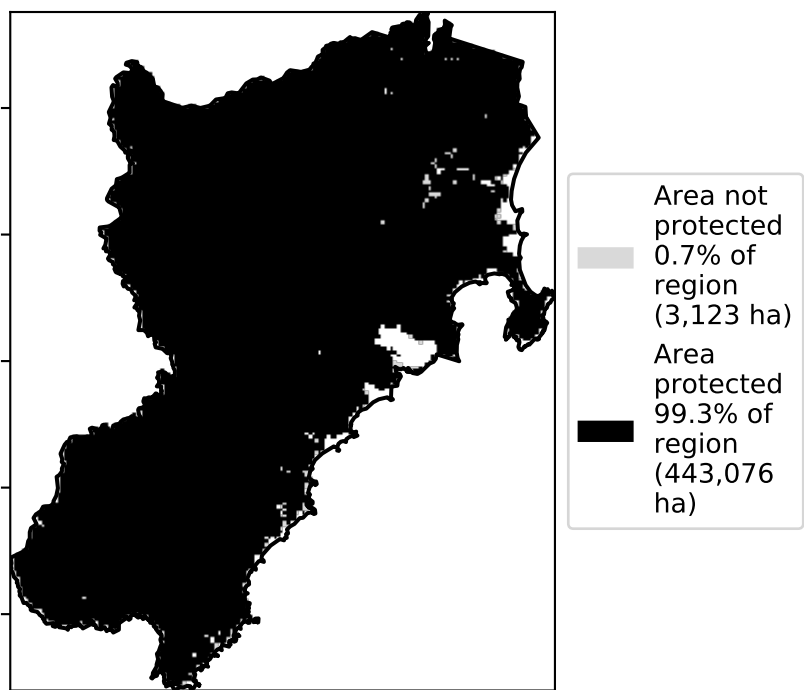 Area not
protected
0.7% of
region
(3,123 ha)
Area
protected
99.3% of
region
(443,076
ha)